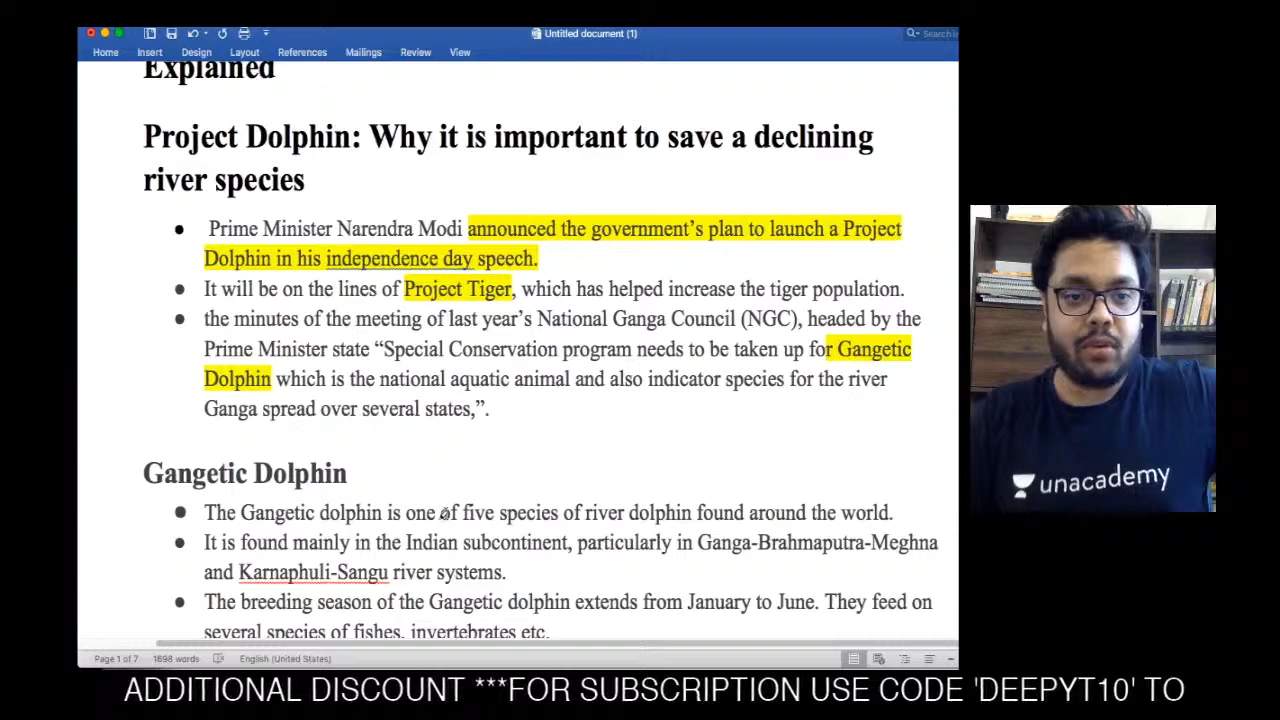 Untitled document (1)
Search in
Home Insert Design Layout References Mailings Review View
Explained
Project Dolphin: Why it is important to save a declining
river species
● Prime Minister Narendra Modi announced the government’s plan to launch a Project
Dolphin in his independence day speech.
● It will be on the lines of Project Tiger, which has helped increase the tiger population.
● the minutes of the meeting of last year’s National Ganga Council (NGC), headed by the
Prime Minister state “Special Conservation program needs to be taken up for Gangetic
Dolphin which is the national aquatic animal and also indicator species for the river
Ganga spread over several states,”.
Gangetic Dolphin
● The Gangetic dolphin is one of five species of river dolphin found around the world.
● It is found mainly in the Indian subcontinent, particularly in Ganga-Brahmaputra-Meghna
and Karnaphuli-Sangu river systems.
● The breeding season of the Gangetic dolphin extends from January to June. They feed on
several species of fishes, invertebrates etc.
Page 1 of 7 1698 words English (United States)
unacademy
ADDITIONAL DISCOUNT ***FOR SUBSCRIPTION USE CODE 'DEEPYT10' TO